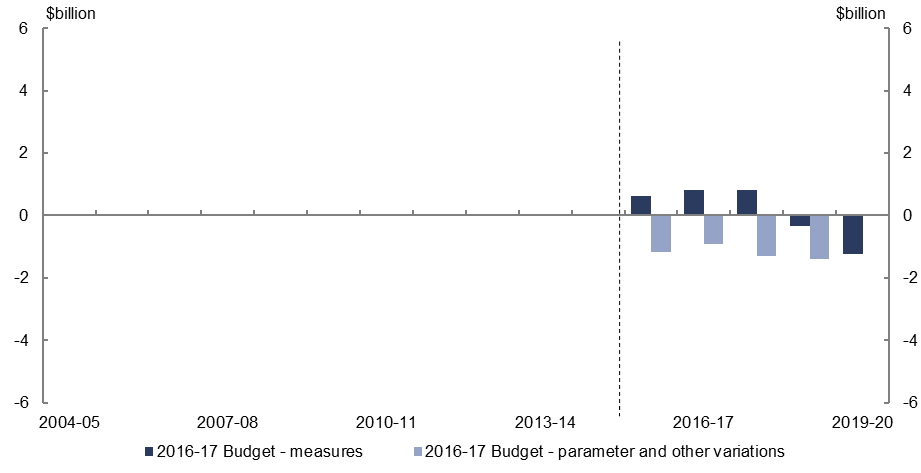 $billion $billion
6 6
4 4
2 2
0 0
-2 -2
-4 -4
-6 -6
2004-05 2007-08 2010-11 2013-14 2016-17 2019-20
2016-17 Budget - measures 2016-17 Budget - parameter and other variations